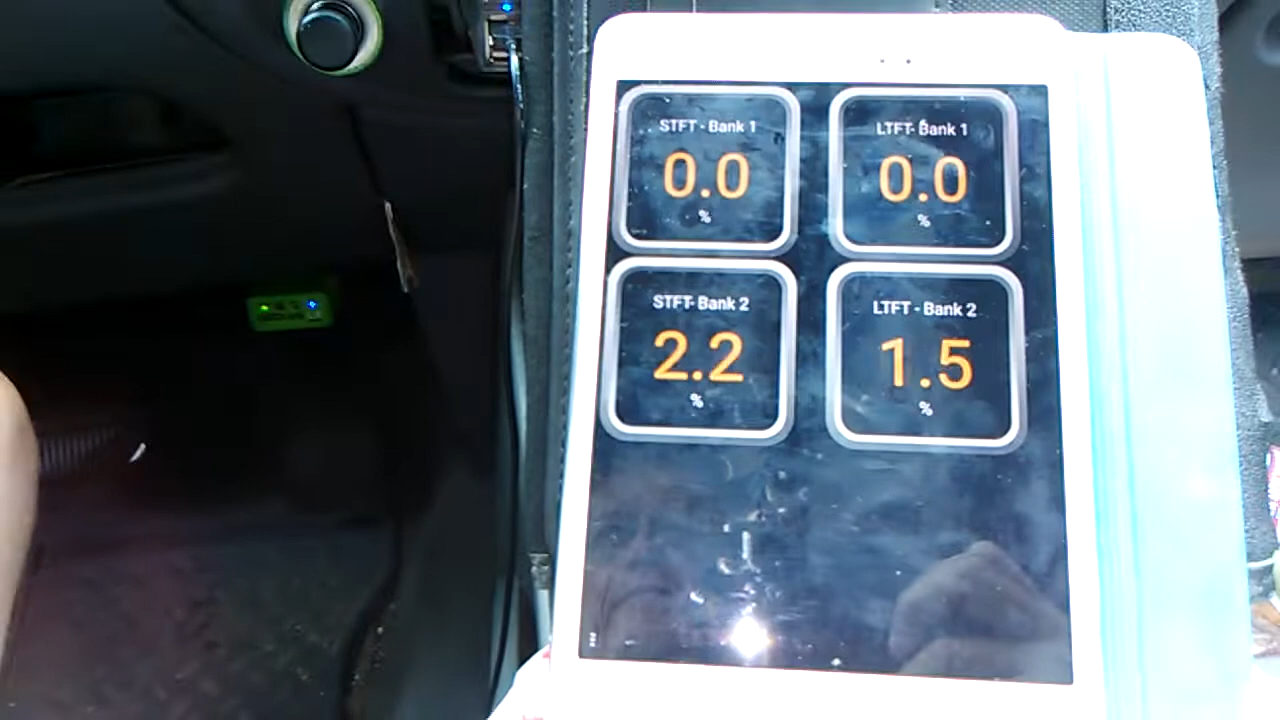 STFT - Bank 1
0.0
%
LTFT- Bank 1
0.0
%
STFT- Bank 2
2.2
%
LTFT - Bank 2
1.5
%